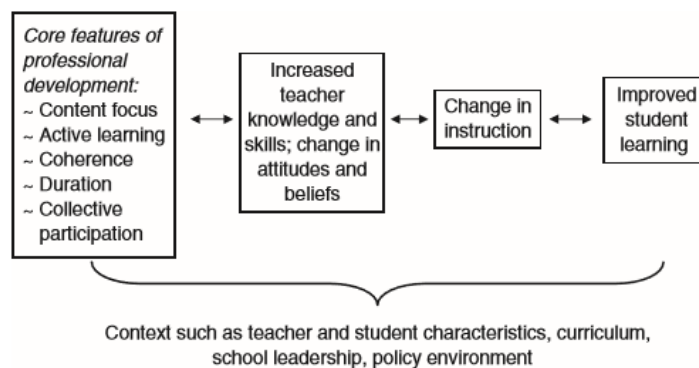 Core features of
professional
development:
~ Content focus
~ Active learning
~ Coherence
~ Duration
~ Collective
participation
Increased
teacher
knowledge and
skills; change in
attitudes and
beliefs
Change in
instruction
Improved
student
learning
Context such as teacher and student characteristics, curriculum,
school leadership, policy environment